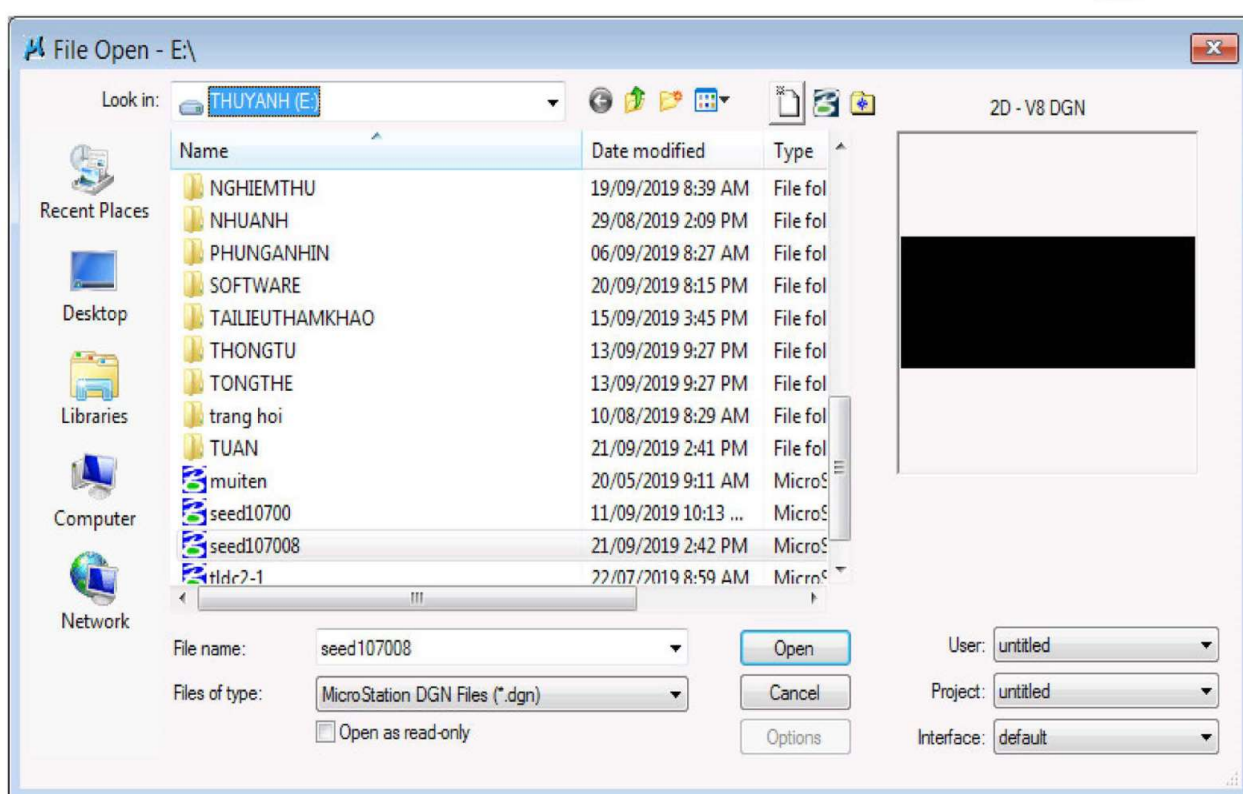 File Open - E:\
Look in: THUYANH (E:)
2D - V8 DGN
Name Date modified Type
NGHIEMTHU 19/09/2019 8:39 AM File fol
NHUANH 29/08/2019 2:09 PM File fol
PHUNGANHIN 06/09/2019 8:27 AM File fol
SOFTWARE 20/09/2019 8:15 PM File fol
TAILIEUTHAMKHAO 15/09/2019 3:45 PM File fol
THONGTU 13/09/2019 9:27 PM File fol
TONGTHE 13/09/2019 9:27 PM File fol
trang hoi 10/08/2019 8:29 AM File fol
TUAN 21/09/2019 2:41 PM File fol
muiten 20/05/2019 9:11 AM MicroS
seed10700 11/09/2019 10:13 ... MicroS
seed107008 21/09/2019 2:42 PM MicroS
tldc2-1 22/07/2019 8:59 AM MicroS
Recent Places
Desktop
Libraries
Computer
Network
File name: seed107008 Open
Files of type: MicroStation DGN Files (*.dgn) Cancel
Open as read-only Options
User: untitled
Project: untitled
Interface: default